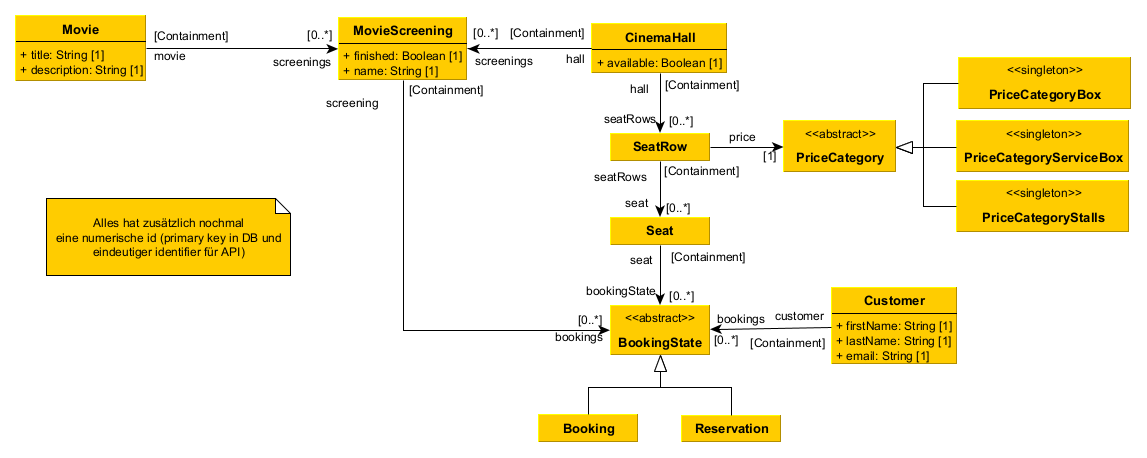 Movie
+ title: String [1]
+ description: String [1]
[Containment]
movie
[0..*]
screenings
MovieScreening
+ finished: Boolean [1]
+ name: String [1]
[0..*]
[Containment]
screenings
hall
CinemaHall
+ available: Boolean [1]
screening
[Containment]
hall
[Containment]
seatRows
[0..*]
SeatRow
price
[1]
<<abstract>>
PriceCategory
<<singleton>>
PriceCategoryBox
<<singleton>>
PriceCategoryServiceBox
<<singleton>>
PriceCategoryStalls
seatRows
[Containment]
seat
[0..*]
Seat
Alles hat zusätzlich nochmal
eine numerische id (primary key in DB und
eindeutiger identifier für API)
seat
[Containment]
bookingState
[0..*]
[0..*]
bookings
<<abstract>>
BookingState
bookings
customer
[0..*]
[Containment]
Customer
+ firstName: String [1]
+ lastName: String [1]
+ email: String [1]
Booking
Reservation